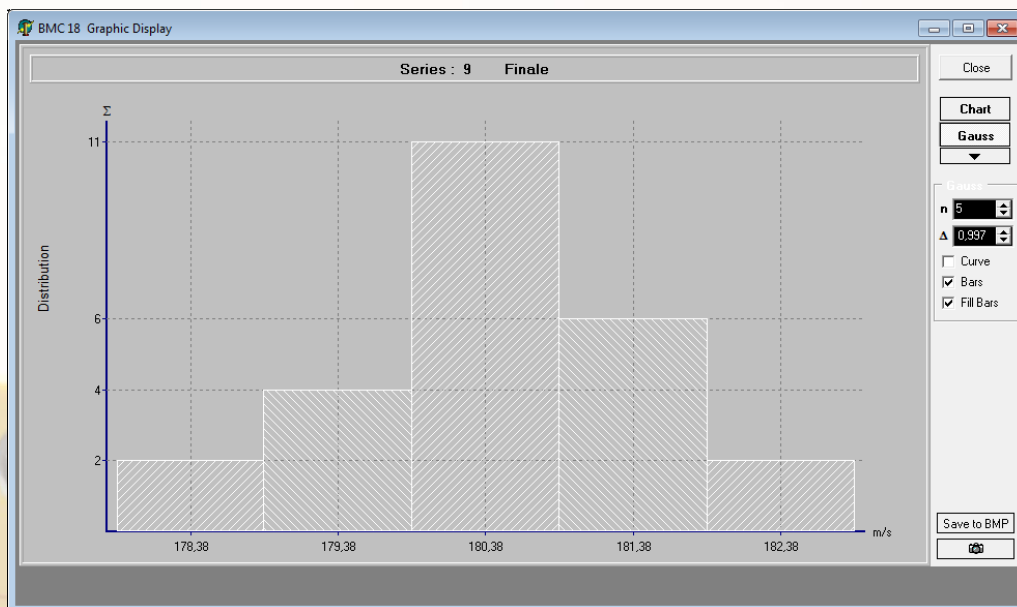 BMC 18 Graphic Display
Series : 9 Finale
Close
Σ
Chart
11
Gauss
Gauss
n 5
Δ 0,997
Distribution
Curve
Bars
Fill Bars
6
4
2
Save to BMP
m/s
178,38 179,38 180,38 181,38 182,38